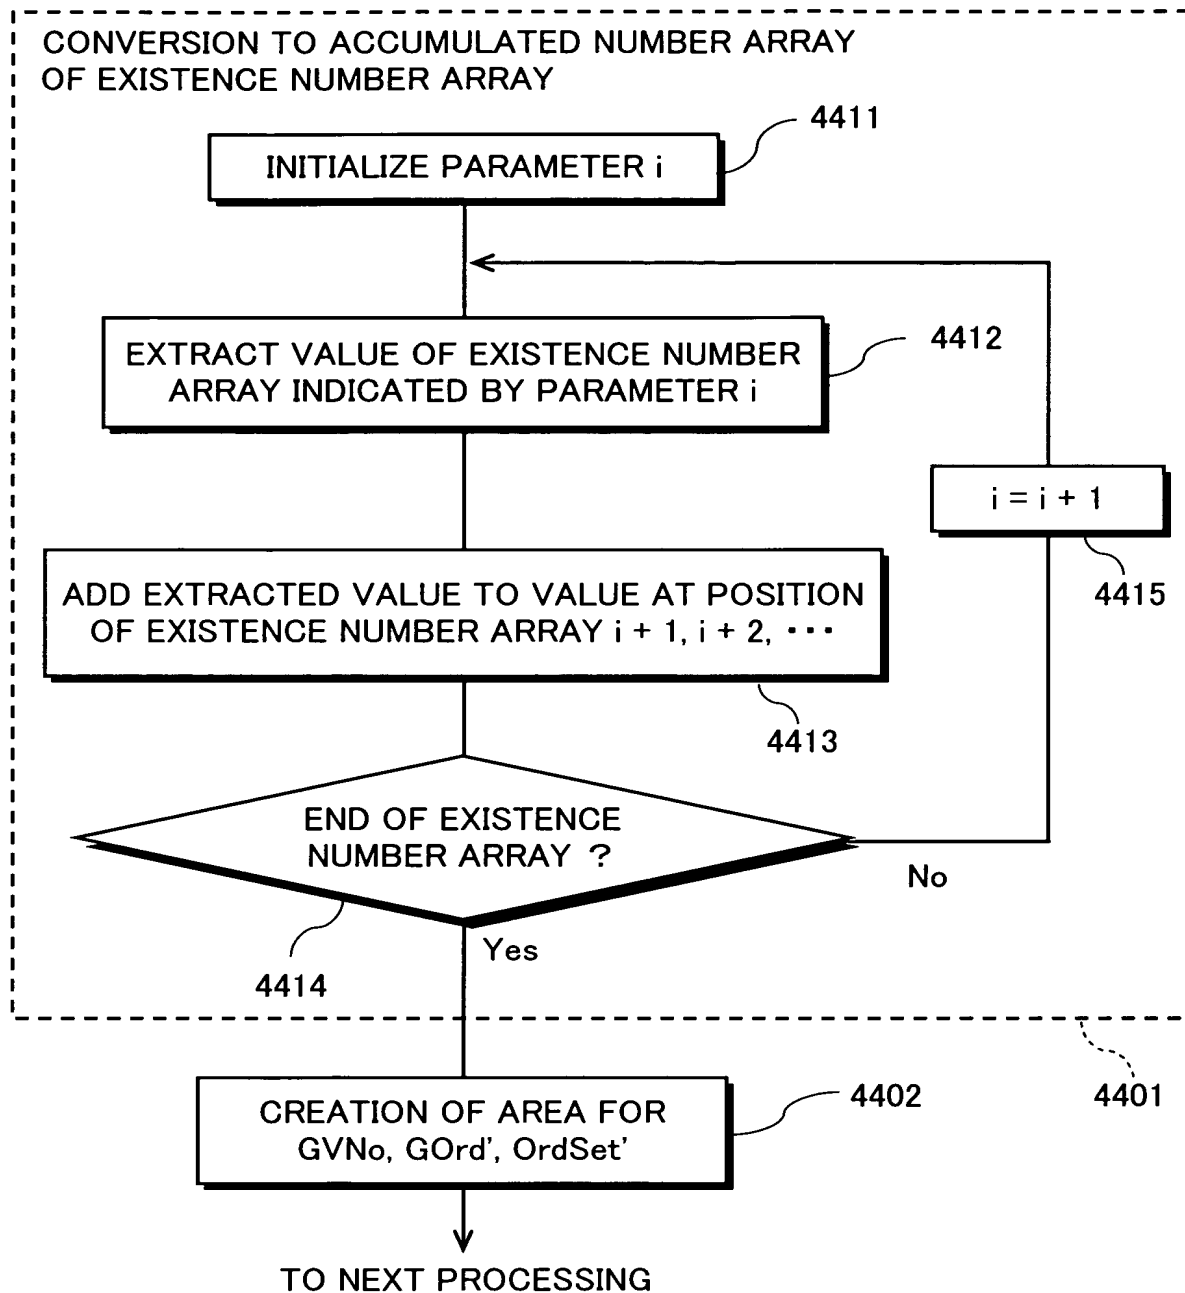 CONVERSION TO ACCUMULATED NUMBER ARRAY
OF EXISTENCE NUMBER ARRAY
4411
INITIALIZE PARAMETER i
4412
EXTRACT VALUE OF EXISTENCE NUMBER
ARRAY INDICATED BY PARAMETER i
i = i + 1
4415
ADD EXTRACTED VALUE TO VALUE AT POSITION
OF EXISTENCE NUMBER ARRAY i + 1, i + 2, ･･･
4413
END OF EXISTENCE
NUMBER ARRAY ?
No
Yes
4414
4401
4402
CREATION OF AREA FOR
GVNo, GOrd', OrdSet'
TO NEXT PROCESSING